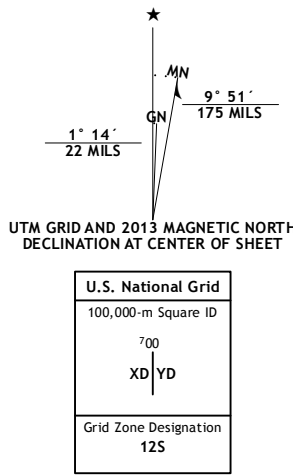 ★
MN
GN
9° 51´
175 MILS
1° 14´
22 MILS
UTM GRID AND 2013 MAGNETIC NORTH
DECLINATION AT CENTER OF SHEET
U.S. National Grid
100,000-m Square ID
⁷00
XD YD
Grid Zone Designation
12S